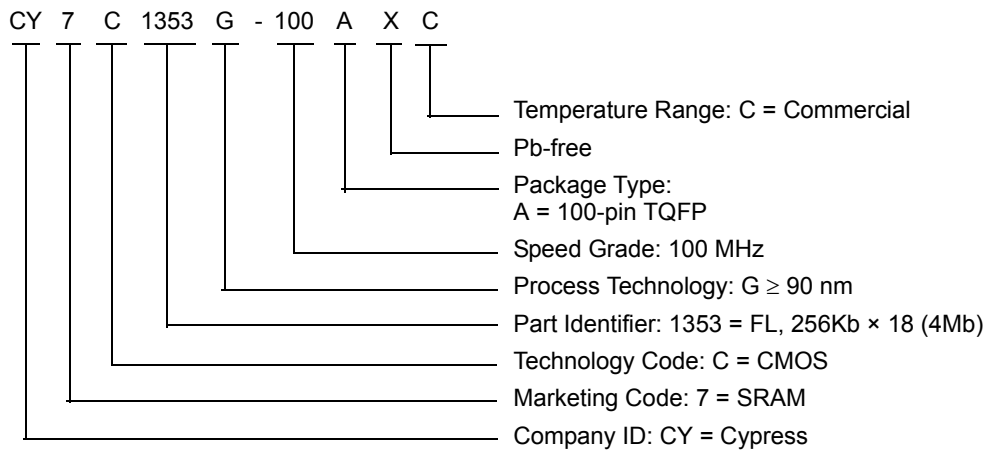 CY 7 C 1353 G - 100 A X C
Temperature Range: C = Commercial
Pb-free
Package Type:
A = 100-pin TQFP
Speed Grade: 100 MHz
Process Technology: G ≥ 90 nm
Part Identifier: 1353 = FL, 256Kb × 18 (4Mb)
Technology Code: C = CMOS
Marketing Code: 7 = SRAM
Company ID: CY = Cypress